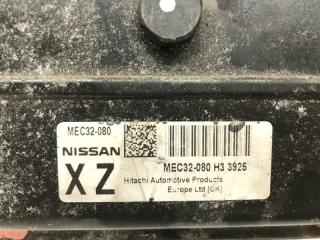 MEC32-080
NISSAN
MEC32-080 H3 3925
XZ
Hitachi Automotive Products
Europe Ltd (UK)